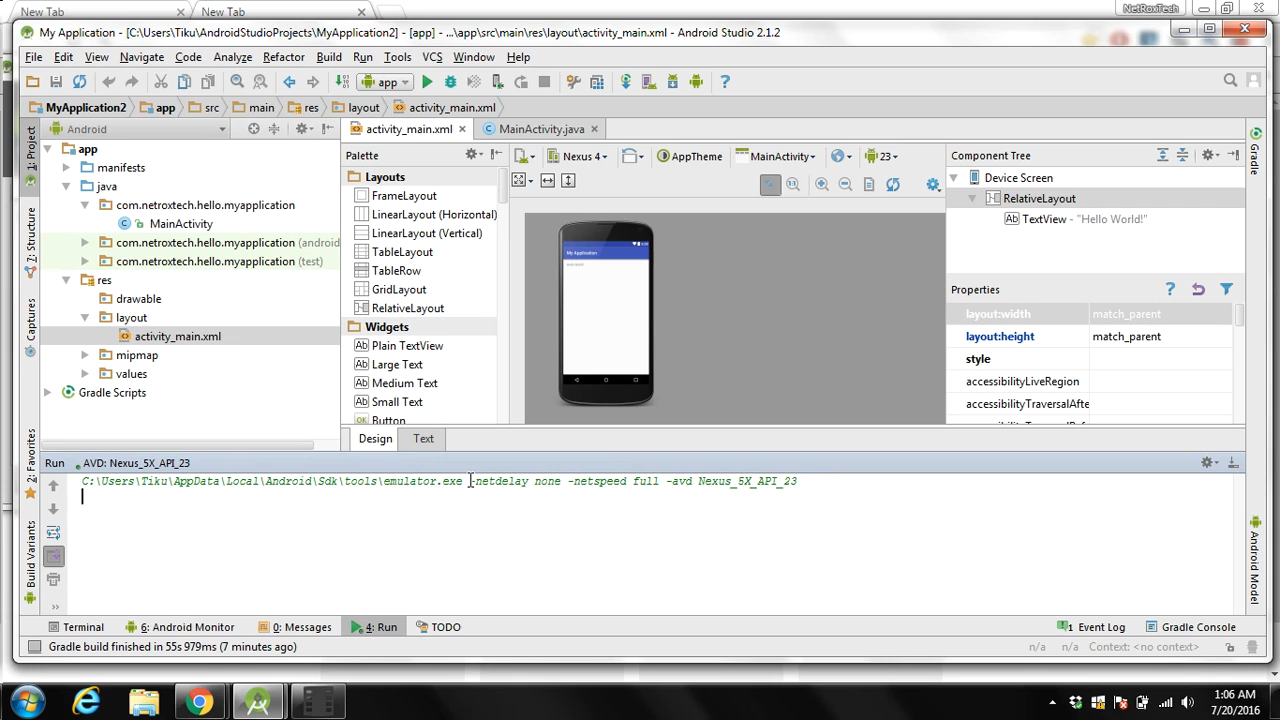 New Tab
New Tab
NetRoxTech
My Application - [C:\Users\Tiku\AndroidStudioProjects\MyApplication2] - [app] - ...\app\src\main\res\layout\activity_main.xml - Android Studio 2.1.2
File Edit View Navigate Code Analyze Refactor Build Run Tools VCS Window Help
app
MyApplication2 app src main res layout activity_main.xml
1: Project
7: Structure
Captures
2: Favorites
Build Variants
Android
app
manifests
java
com.netroxtech.hello.myapplication
MainActivity
com.netroxtech.hello.myapplication (android
com.netroxtech.hello.myapplication (test)
res
drawable
layout
activity_main.xml
mipmap
values
Gradle Scripts
activity_main.xml
MainActivity.java
Palette
Layouts
FrameLayout
LinearLayout (Horizontal)
LinearLayout (Vertical)
TableLayout
TableRow
GridLayout
RelativeLayout
Widgets
Plain TextView
Large Text
Medium Text
Small Text
Button
Nexus 4
AppTheme
MainActivity
23
My Application
Design
Text
Component Tree
Device Screen
RelativeLayout
Ab TextView - "Hello World!"
Properties
layout:width match_parent
layout:height match_parent
style
accessibilityLiveRegion
accessibilityTraversalAfte
Gradle
Android Model
Run AVD: Nexus_5X_API_23
C:\Users\Tiku\AppData\Local\Android\Sdk\tools\emulator.exe -netdelay none -netspeed full -avd Nexus_5X_API_23
Terminal 6: Android Monitor 0: Messages 4: Run TODO
1 Event Log Gradle Console
Gradle build finished in 55s 979ms (7 minutes ago)
n/a n/a Context: <no context>
1:06 AM
7/20/2016